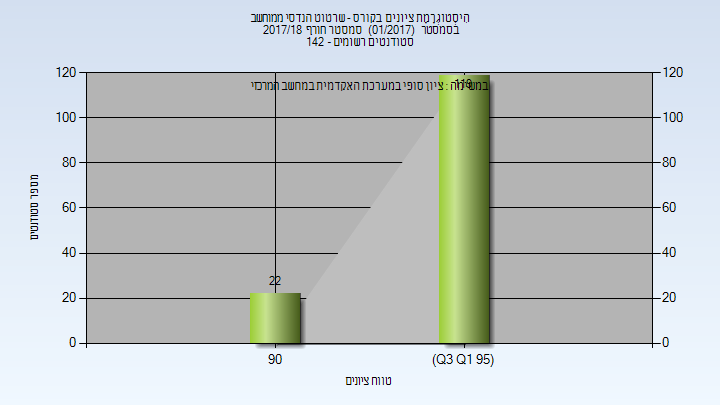 היסטוגרמת ציונים בקורס - שרטוט הנדסי ממוחשב
בסמסטר (01/2017) סמסטר חורף 2017/18
סטודנטים רשומים - 142
במשימה : ציון סופי במערכת האקדמית במחשב המרכזי
119
22
120
100
80
60
40
20
0
120
100
80
60
40
20
0
מספר סטודנטים
90
(Q3 Q1 95)
טווח ציונים